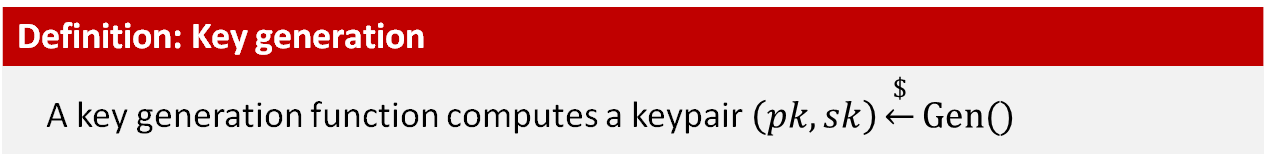 Definition: Key generation
A key generation function computes a keypair (pk, sk) $← Gen()